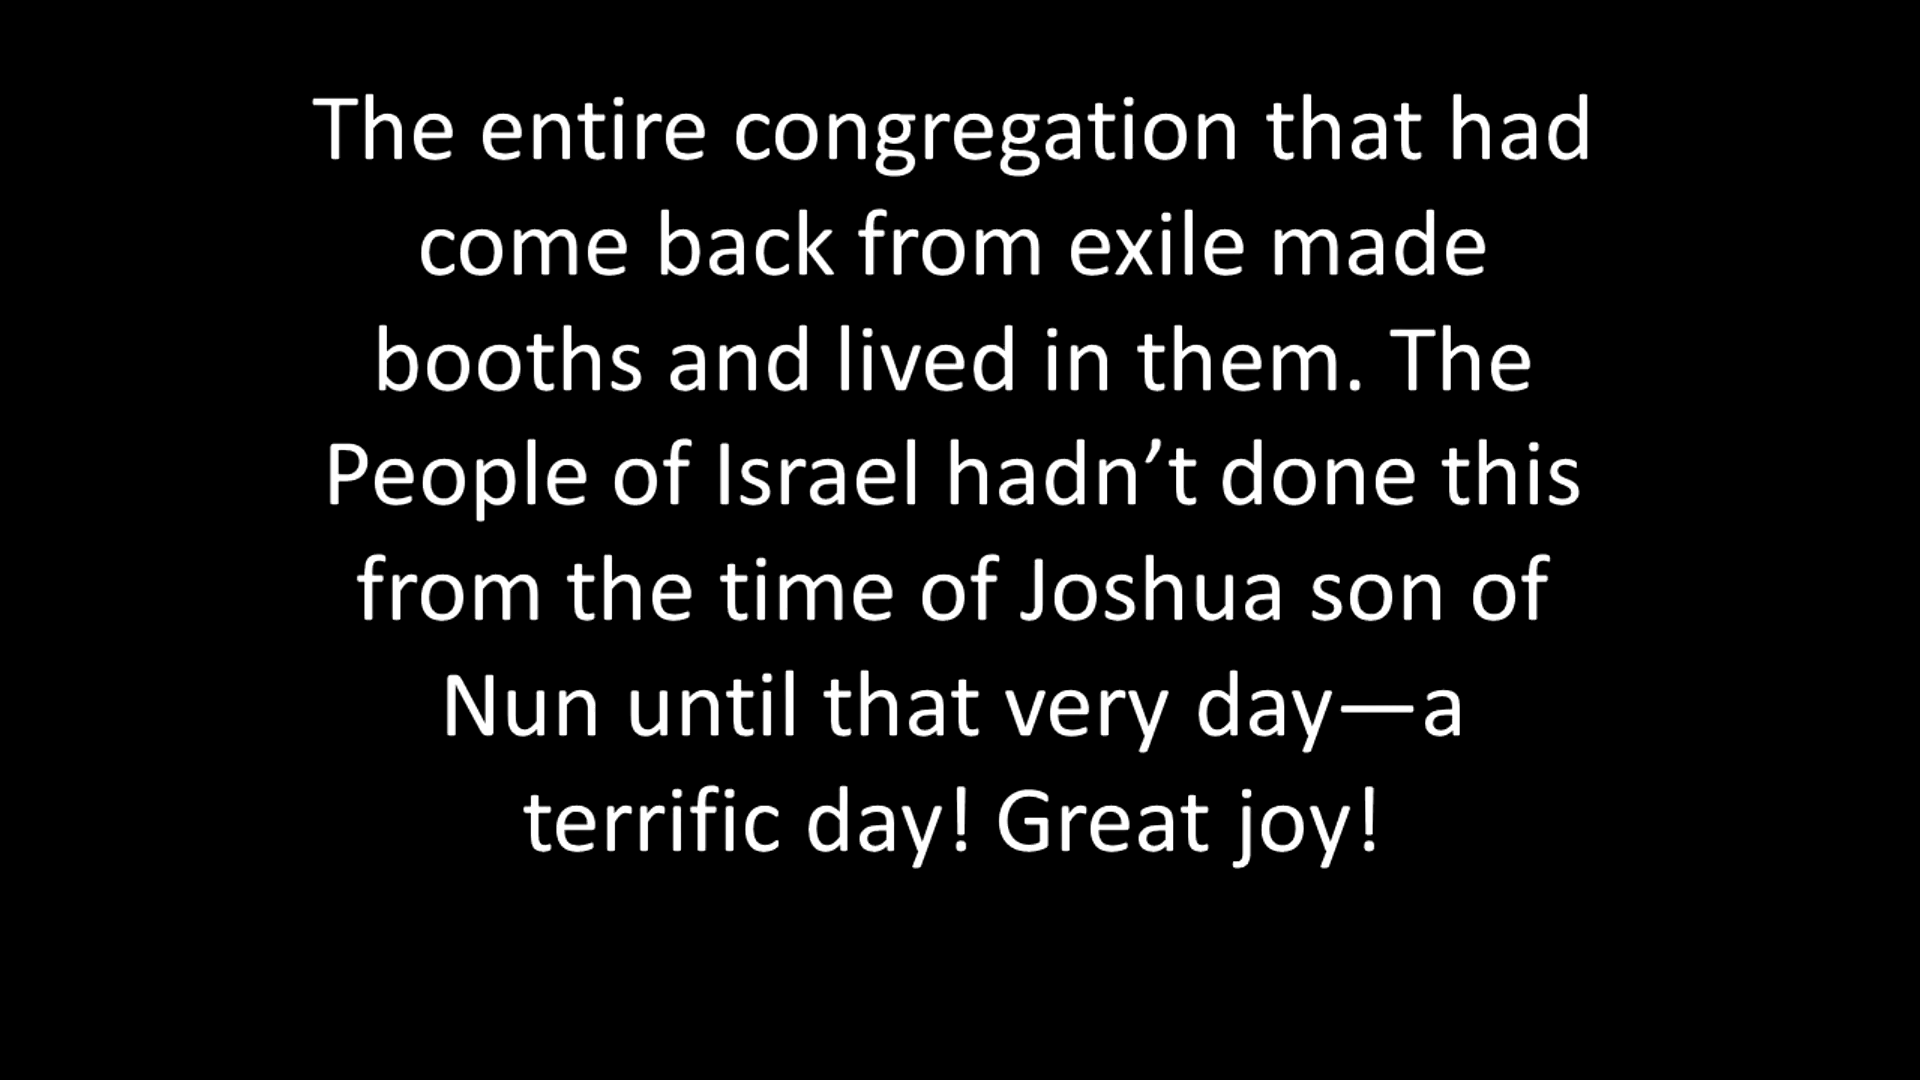 The entire congregation that had
come back from exile made
booths and lived in them. The
People of Israel hadn’t done this
from the time of Joshua son of
Nun until that very day—a
terrific day! Great joy!